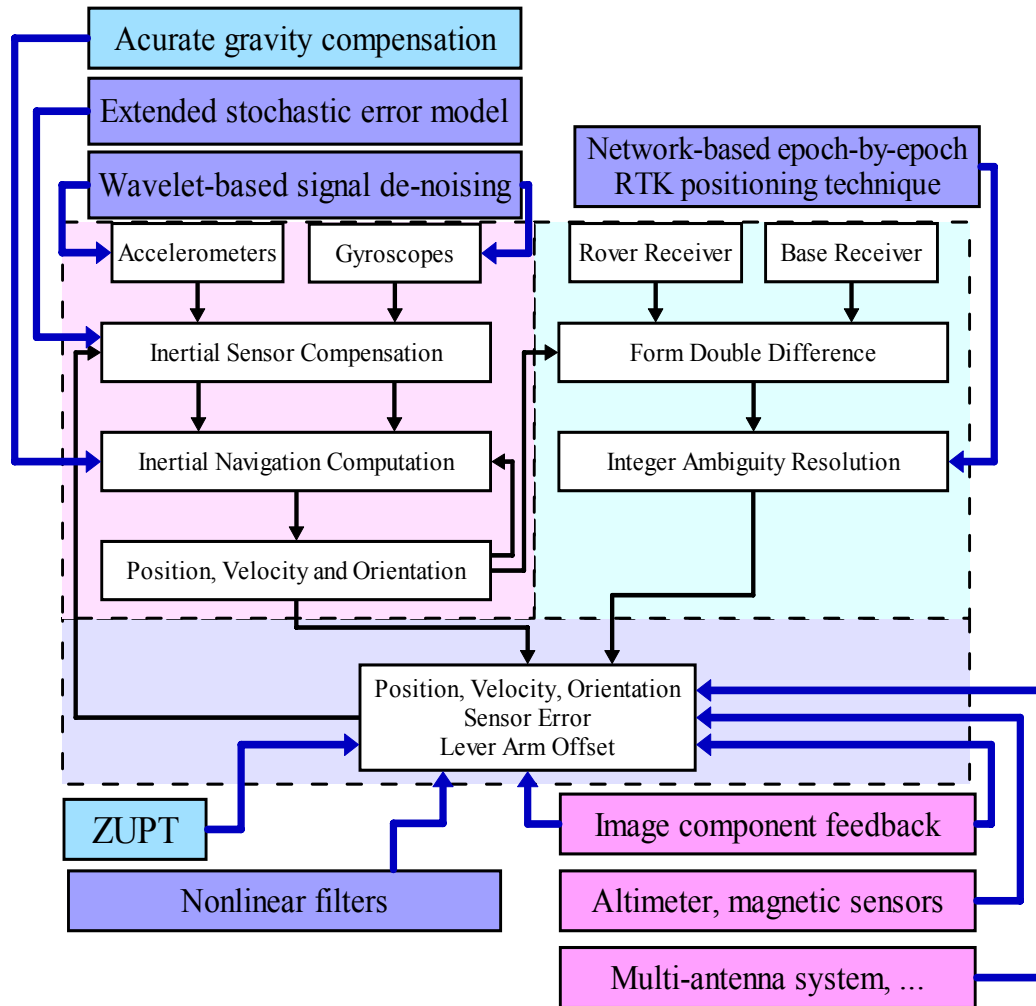 Acurate gravity compensation
Extended stochastic error model
Wavelet-based signal de-noising
Network-based epoch-by-epoch
RTK positioning technique
Accelerometers
Gyroscopes
Rover Receiver
Base Receiver
Inertial Sensor Compensation
Form Double Difference
Inertial Navigation Computation
Integer Ambiguity Resolution
Position, Velocity and Orientation
Position, Velocity, Orientation
Sensor Error
Lever Arm Offset
ZUPT
Image component feedback
Nonlinear filters
Altimeter, magnetic sensors
Multi-antenna system, ...